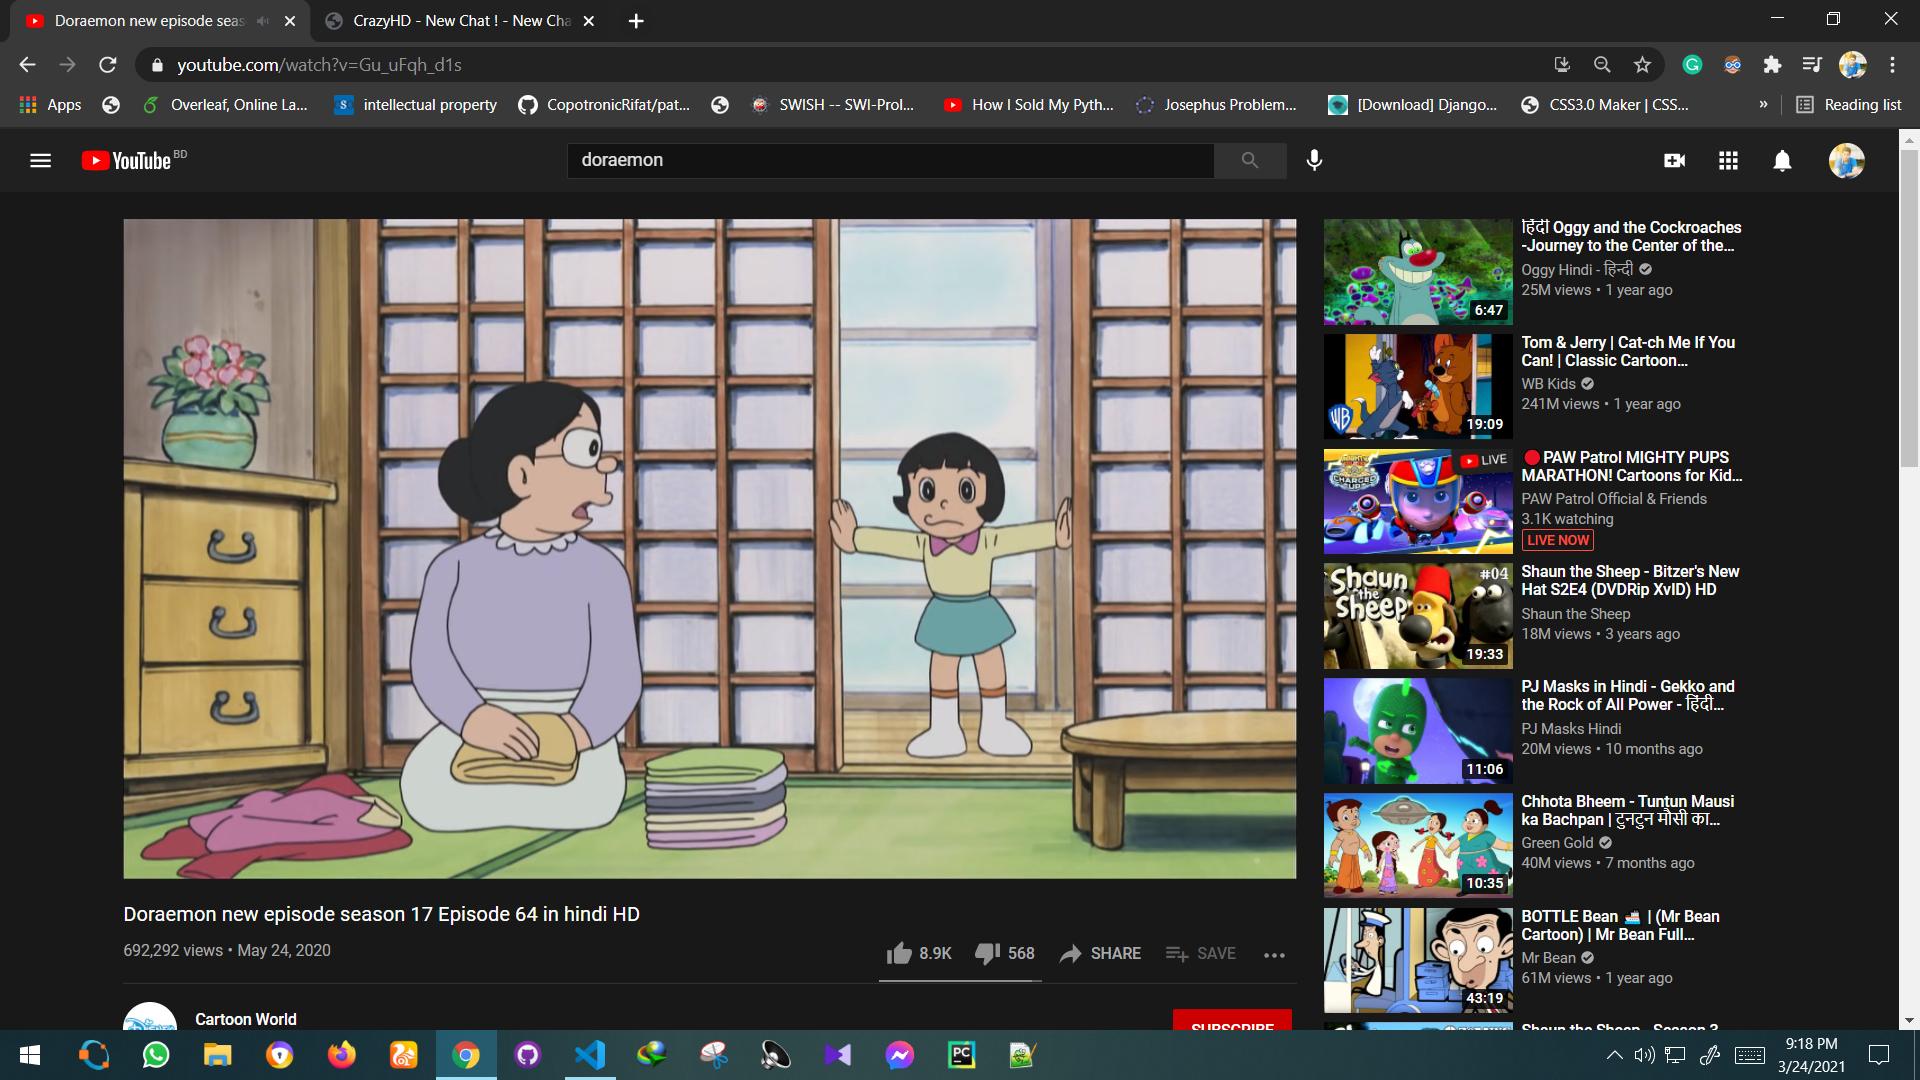 Doraemon new episode seas
CrazyHD - New Chat ! - New Cha
youtube.com/watch?v=Gu_uFqh_d1s
Apps
Overleaf, Online La...
intellectual property
CopotronicRifat/pat...
SWISH -- SWI-Prol...
How I Sold My Pyth...
Josephus Problem...
[Download] Django...
CSS3.0 Maker | CSS...
»
Reading list
YouTube BD
doraemon
हिंदी Oggy and the Cockroaches
-Journey to the Center of the...
Oggy Hindi - हिन्दी
25M views • 1 year ago
6:47
Tom & Jerry | Cat-ch Me If You
Can! | Classic Cartoon...
WB Kids
241M views • 1 year ago
WB
19:09
PAW Patrol MIGHTY PUPS
MARATHON! Cartoons for Kid...
PAW Patrol Official & Friends
3.1K watching
LIVE NOW
LIVE
CHARGED UP
Shaun the Sheep - Bitzer's New
Hat S2E4 (DVDRip XviD) HD
Shaun the Sheep
18M views • 3 years ago
Shaun the Sheep
#04
19:33
PJ Masks in Hindi - Gekko and
the Rock of All Power - हिंदी...
PJ Masks Hindi
20M views • 10 months ago
11:06
Chhota Bheem - Tuntun Mausi
ka Bachpan | टुनटुन मौसी का...
Green Gold
40M views • 7 months ago
10:35
BOTTLE Bean 🚢 | (Mr Bean
Cartoon) | Mr Bean Full...
Mr Bean
61M views • 1 year ago
43:19
Shaun the Sheep - Season 3
Doraemon new episode season 17 Episode 64 in hindi HD
692,292 views • May 24, 2020
8.9K
568
SHARE
SAVE
Cartoon World
SUBSCRIBE
PC
9:18 PM
3/24/2021